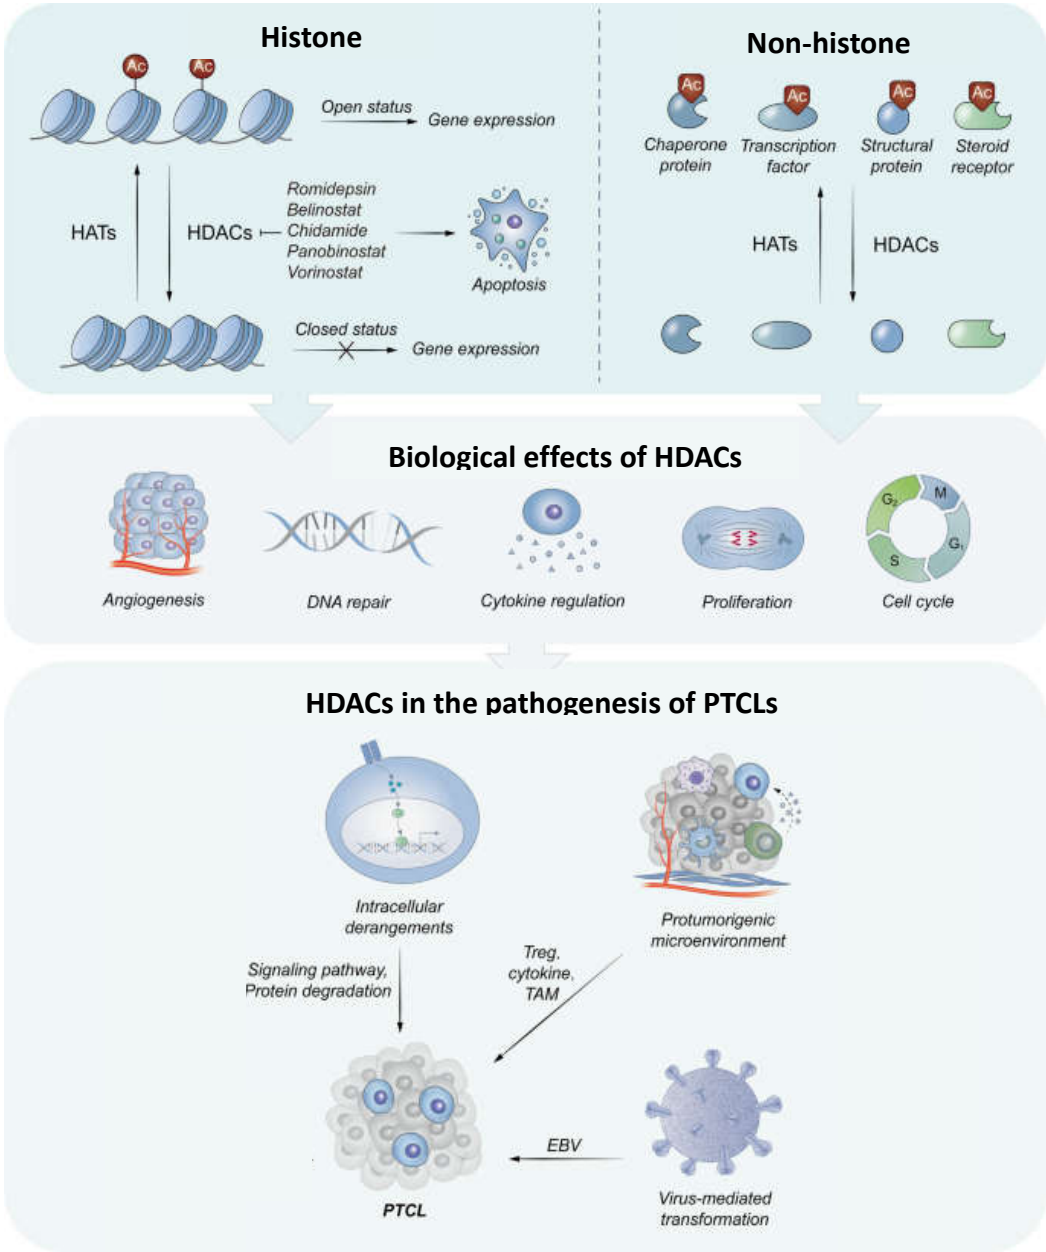 Histone
Non-histone
Ac
Ac
Open status
Gene expression
HATs
HDACs
Romidepsin
Belinostat
Chidamide
Panobinostat
Vorinostat
Apoptosis
Closed status
Gene expression
Ac
Ac
Ac
Ac
Chaperone
protein
Transcription
factor
Structural
protein
Steroid
receptor
HATs
HDACs
Biological effects of HDACs
Angiogenesis
DNA repair
Cytokine regulation
Proliferation
G₂
M
S
G₁
Cell cycle
HDACs in the pathogenesis of PTCLs
Intracellular
derangements
Protumorigenic
microenvironment
Signaling pathway,
Protein degradation
Treg,
cytokine,
TAM
EBV
PTCL
Virus-mediated
transformation